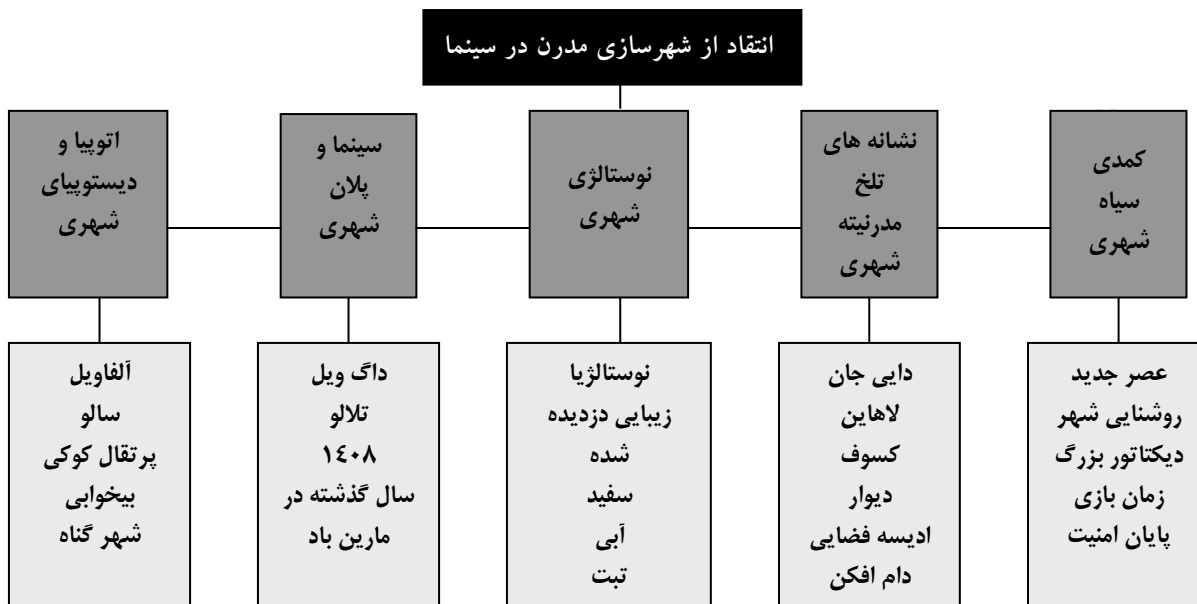 انتقاد از شهرسازی مدرن در سینما
کمدی
سیاه
شهری
نشانه های
تلخ
مدرنیته
شهری
نوستالژی
شهری
سینما و
پلان
شهری
اتوپیا و
دیستوپیای
شهری
عصر جدید
روشنایی شهر
دیکتاتور بزرگ
زمان بازی
پایان امنیت
دایی جان
لاهاین
کسوف
دیوار
ادیسه فضایی
دام افکن
نوستالژیا
زیبایی دزدیده
شده
سفید
آبی
تبت
داگ ویل
تلالو
۱٤۰۸
سال گذشته در
مارین باد
آلفاویل
سالو
پرتقال کوکی
بیخوابی
شهر گناه